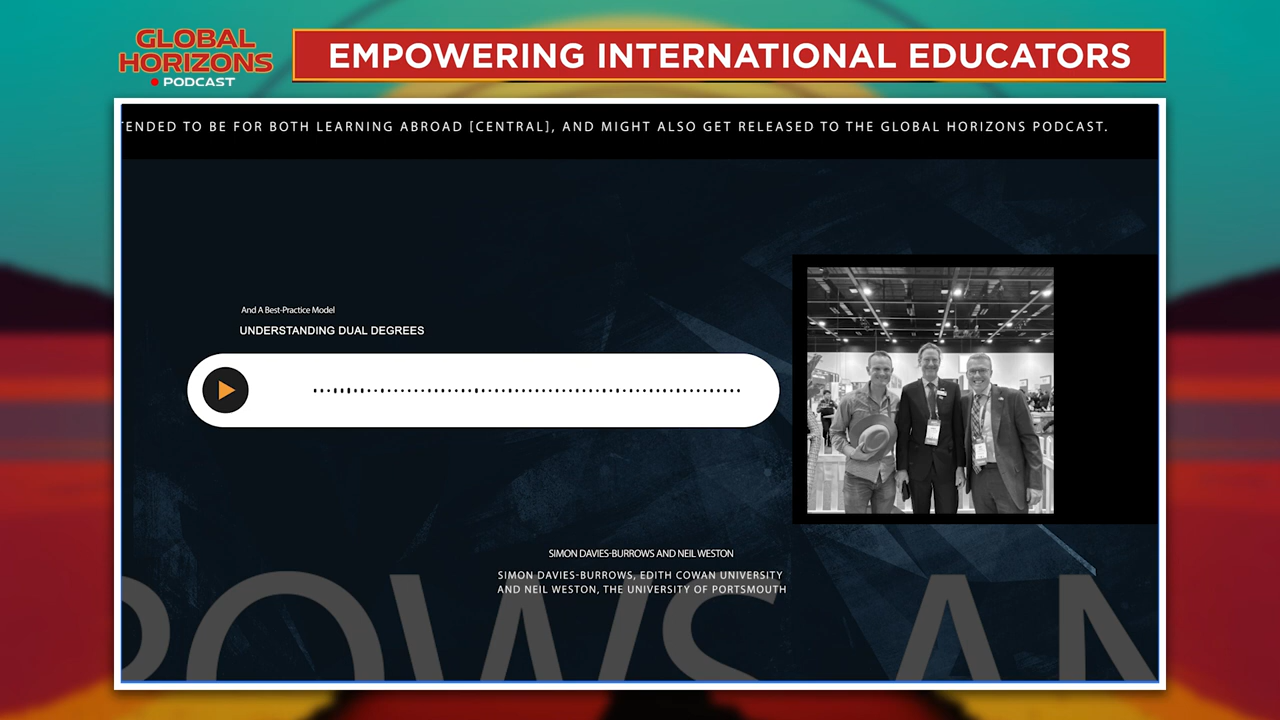 GLOBAL
HORIZONS
PODCAST
EMPOWERING INTERNATIONAL EDUCATORS
TO BE FOR BOTH LEARNING ABROAD [CENTRAL], AND MIGHT ALSO GET RELEASED TO THE GLOBAL HORIZONS PODCAST.
And A Best-Practice Model
UNDERSTANDING DUAL DEGREES
SIMON DAVIES-BURROWS AND NEIL WESTON
SIMON DAVIES-BURROWS, EDITH COWAN UNIVERSITY
AND NEIL WESTON, THE UNIVERSITY OF PORTSMOUTH